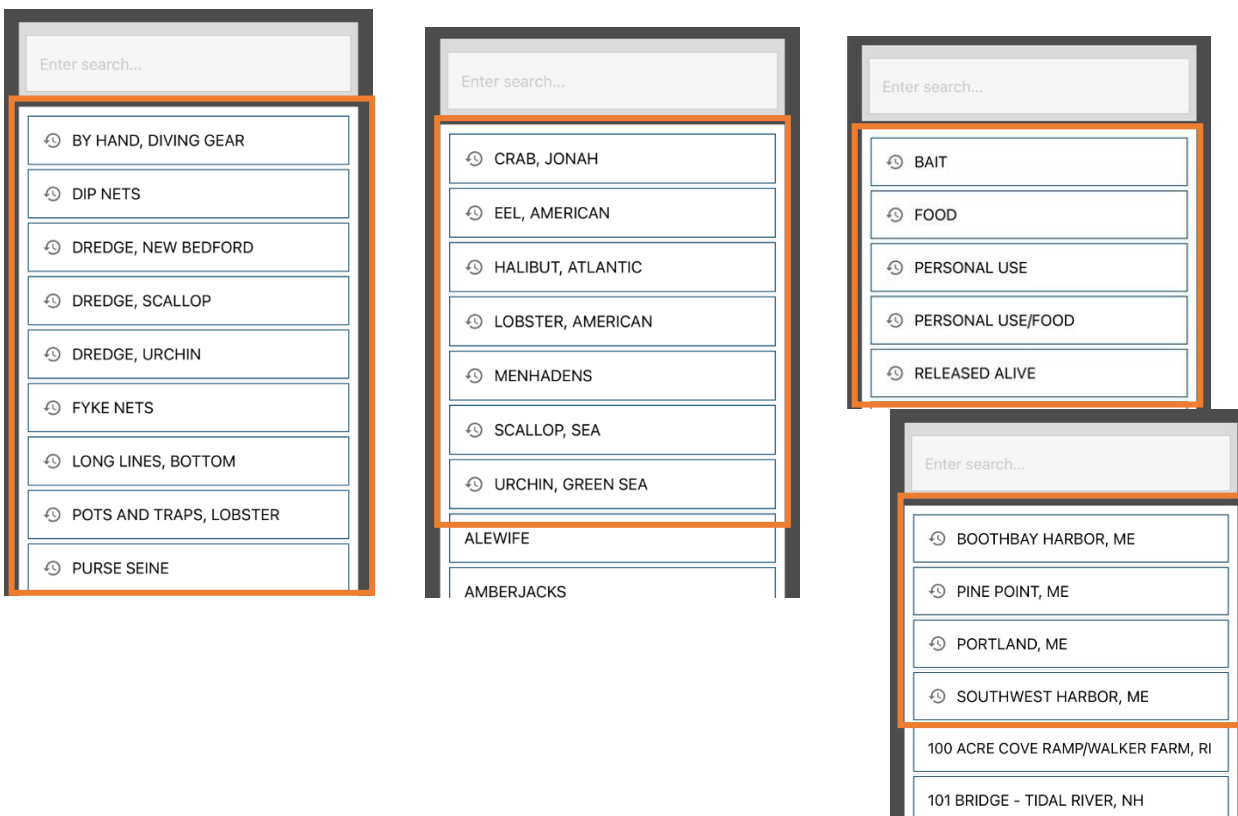 Enter search...
BY HAND, DIVING GEAR
DIP NETS
DREDGE, NEW BEDFORD
DREDGE, SCALLOP
DREDGE, URCHIN
FYKE NETS
LONG LINES, BOTTOM
POTS AND TRAPS, LOBSTER
PURSE SEINE
Enter search...
CRAB, JONAH
EEL, AMERICAN
HALIBUT, ATLANTIC
LOBSTER, AMERICAN
MENHADENS
SCALLOP, SEA
URCHIN, GREEN SEA
ALEWIFE
AMBERJACKS
Enter search...
BAIT
FOOD
PERSONAL USE
PERSONAL USE/FOOD
RELEASED ALIVE
Enter search...
BOOTHBAY HARBOR, ME
PINE POINT, ME
PORTLAND, ME
SOUTHWEST HARBOR, ME
100 ACRE COVE RAMP/WALKER FARM, RI
101 BRIDGE - TIDAL RIVER, NH